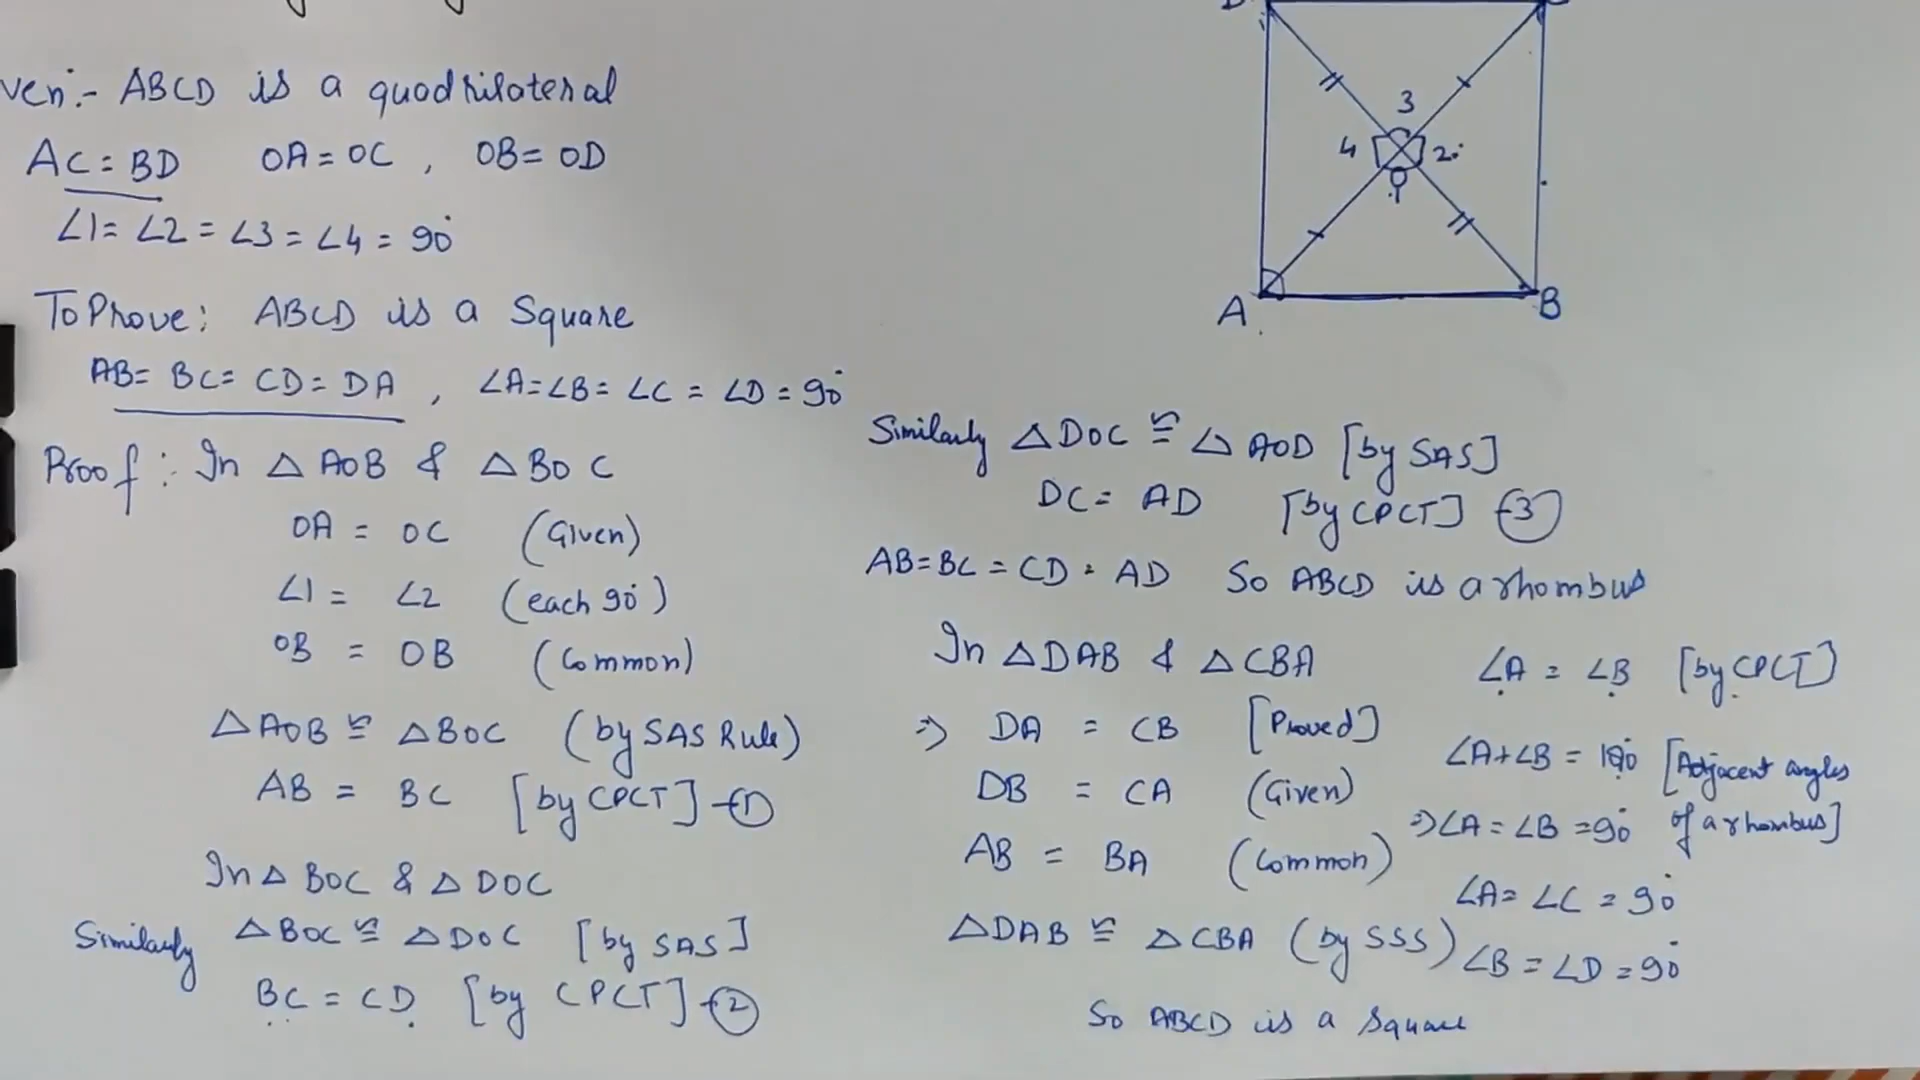 ven:- ABCD is a quadrilateral
AC = BD OA = OC , OB = OD
∠1 = ∠2 = ∠3 = ∠4 = 90°
To Prove: ABCD is a Square
AB = BC = CD = DA , ∠A = ∠B = ∠C = ∠D = 90°
Proof: In △ AOB & △ BOC
OA = OC (Given)
∠1 = ∠2 (each 90°)
OB = OB (Common)
△AOB ≅ △BOC (by SAS Rule)
AB = BC [by CPCT] -①
In △ BOC & △ DOC
Similarly △BOC ≅ △DOC [by SAS]
BC = CD [by CPCT] -②
3
4 2
O
A B
Similarly △DOC ≅ △AOD [by SAS]
DC = AD [by CPCT] -③
AB = BC = CD = AD So ABCD is a rhombus
In △DAB & △CBA
⇒ DA = CB [Proved]
DB = CA (Given)
AB = BA (Common)
△DAB ≅ △CBA (by SSS)
∠A = ∠B [by CPCT]
∠A+∠B = 180° [Adjacent angles
⇒∠A = ∠B = 90° of a rhombus]
∠A = ∠C = 90°
∠B = ∠D = 90°
So ABCD is a Square